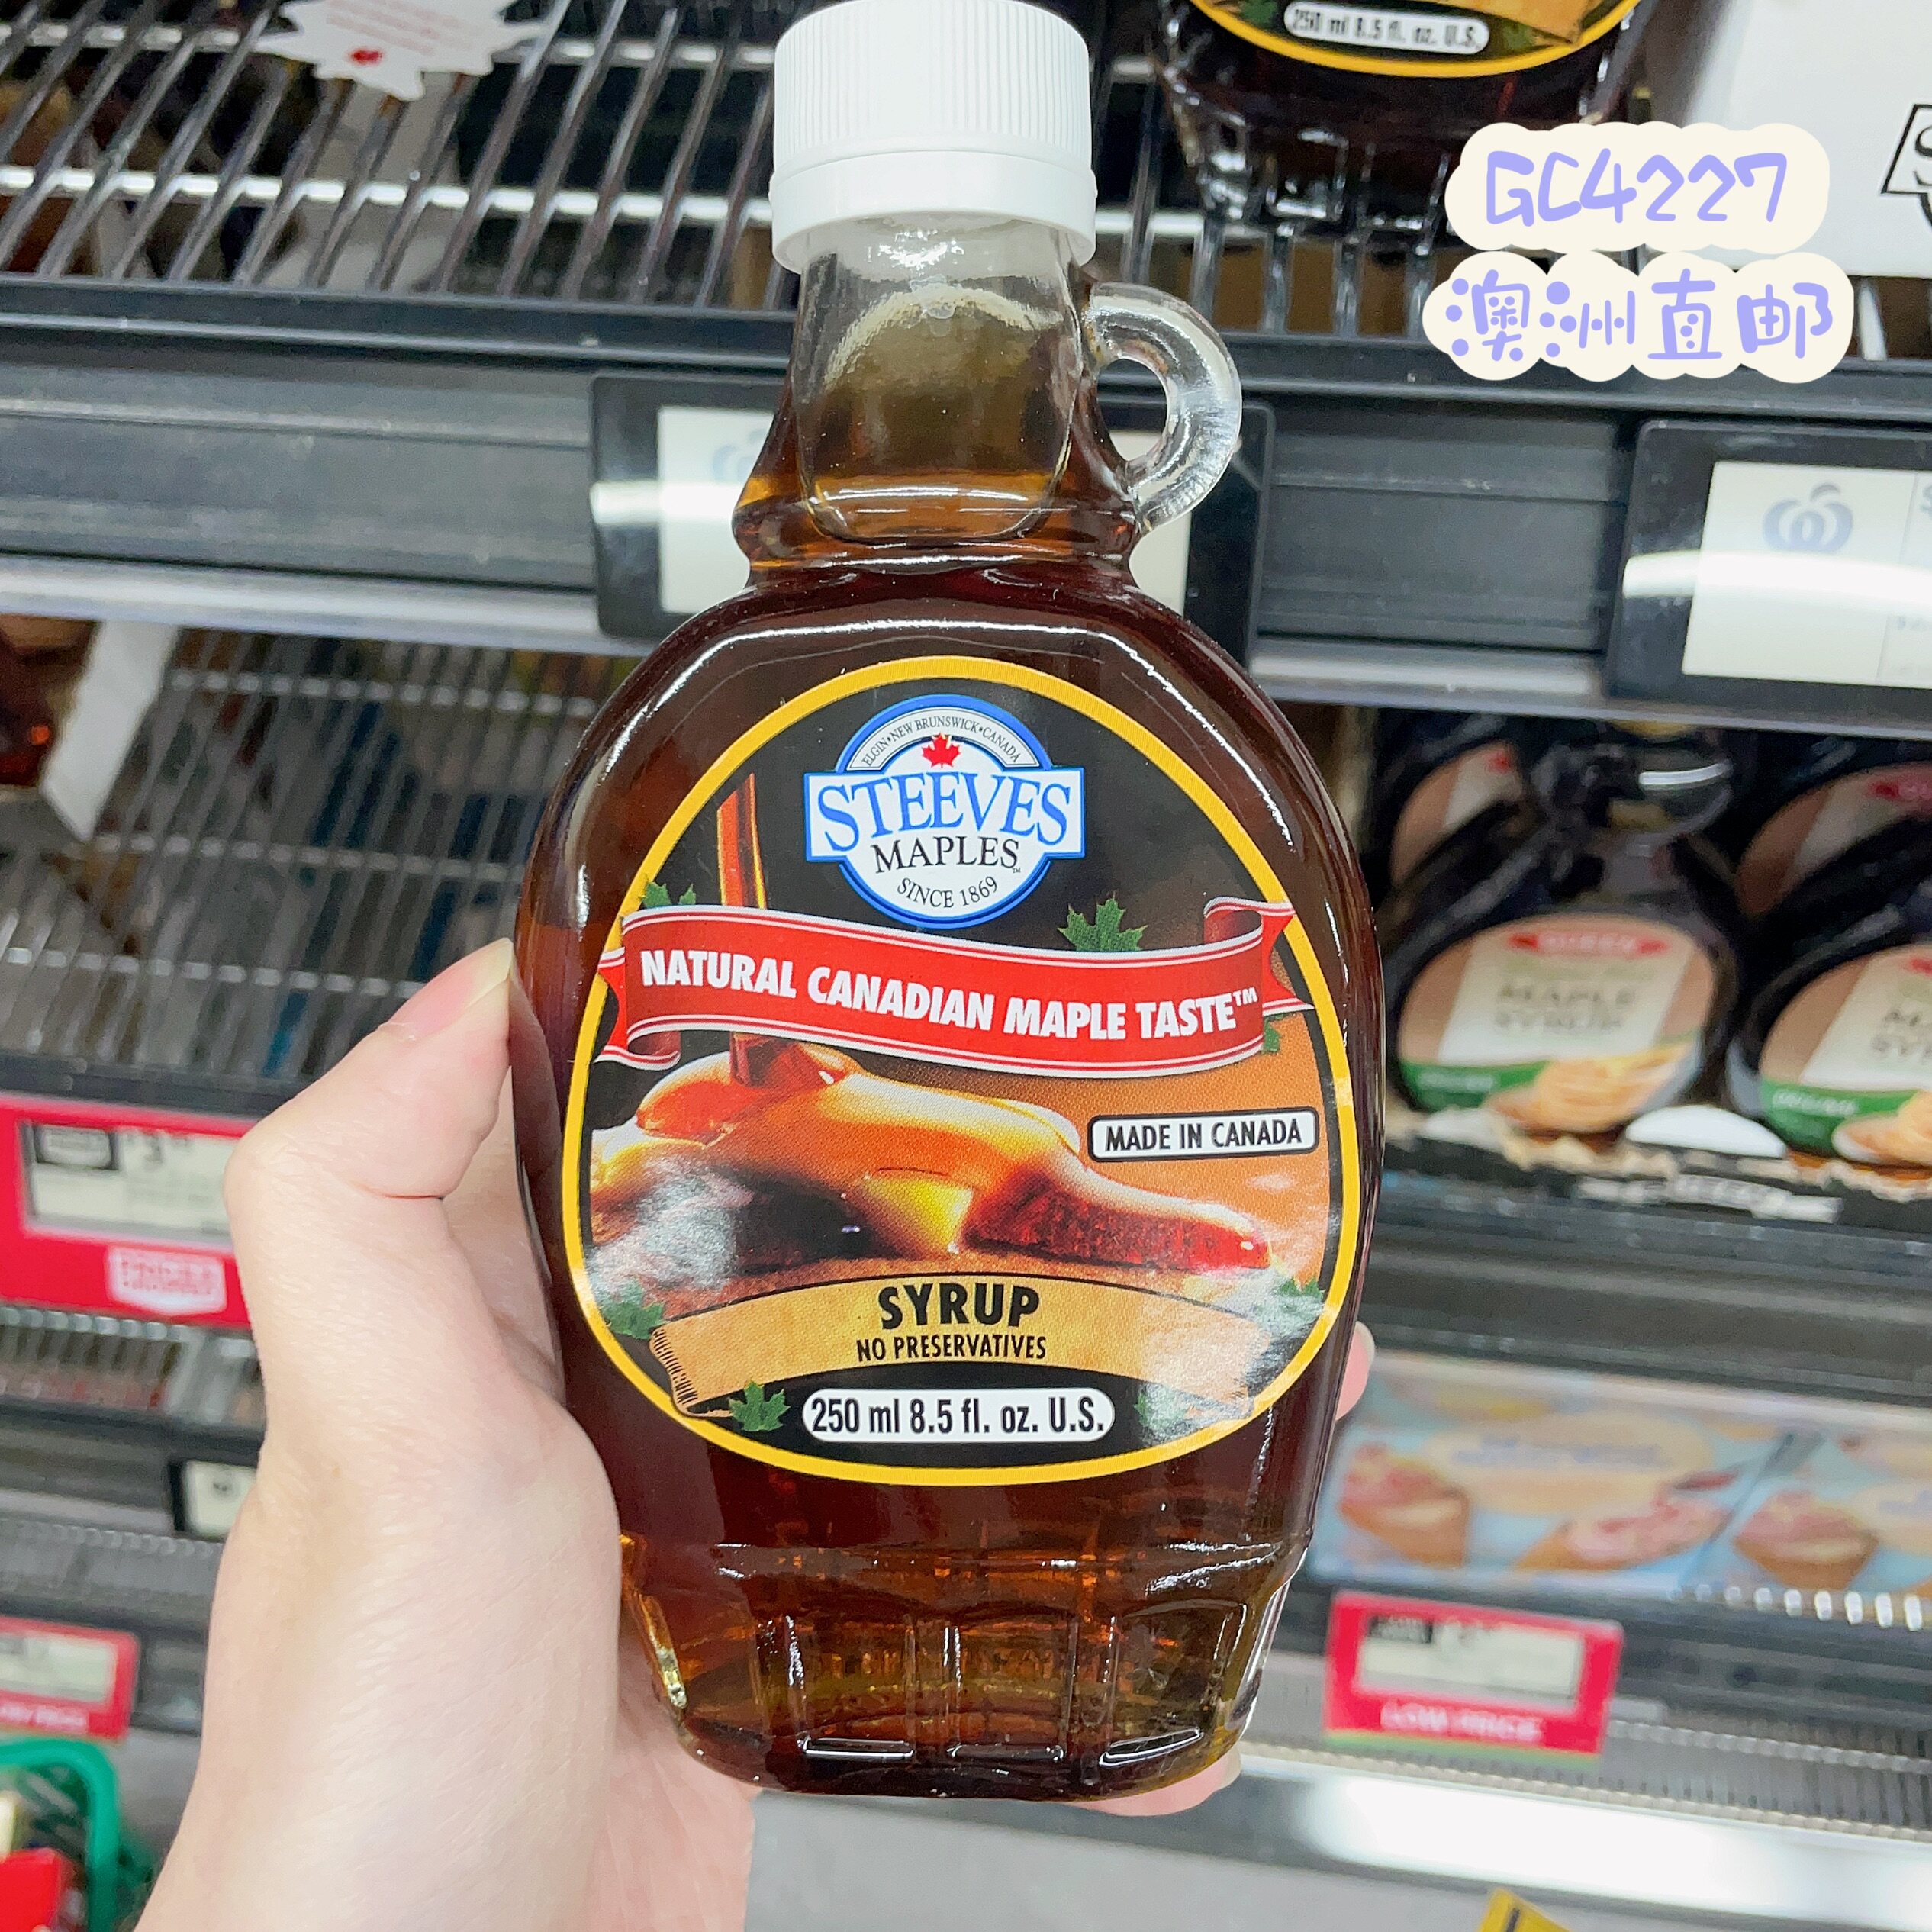 250 ml 8.5 fl. oz. U.S.
GC4227
澳洲直邮
ELGIN•NEW BRUNSWICK•CANADA
STEEVES
MAPLES™
SINCE 1869
NATURAL CANADIAN MAPLE TASTE™
MADE IN CANADA
SYRUP
NO PRESERVATIVES
250 ml 8.5 fl. oz. U.S.
QUEEN
MAPLE
SYRUP
LOW PRICE